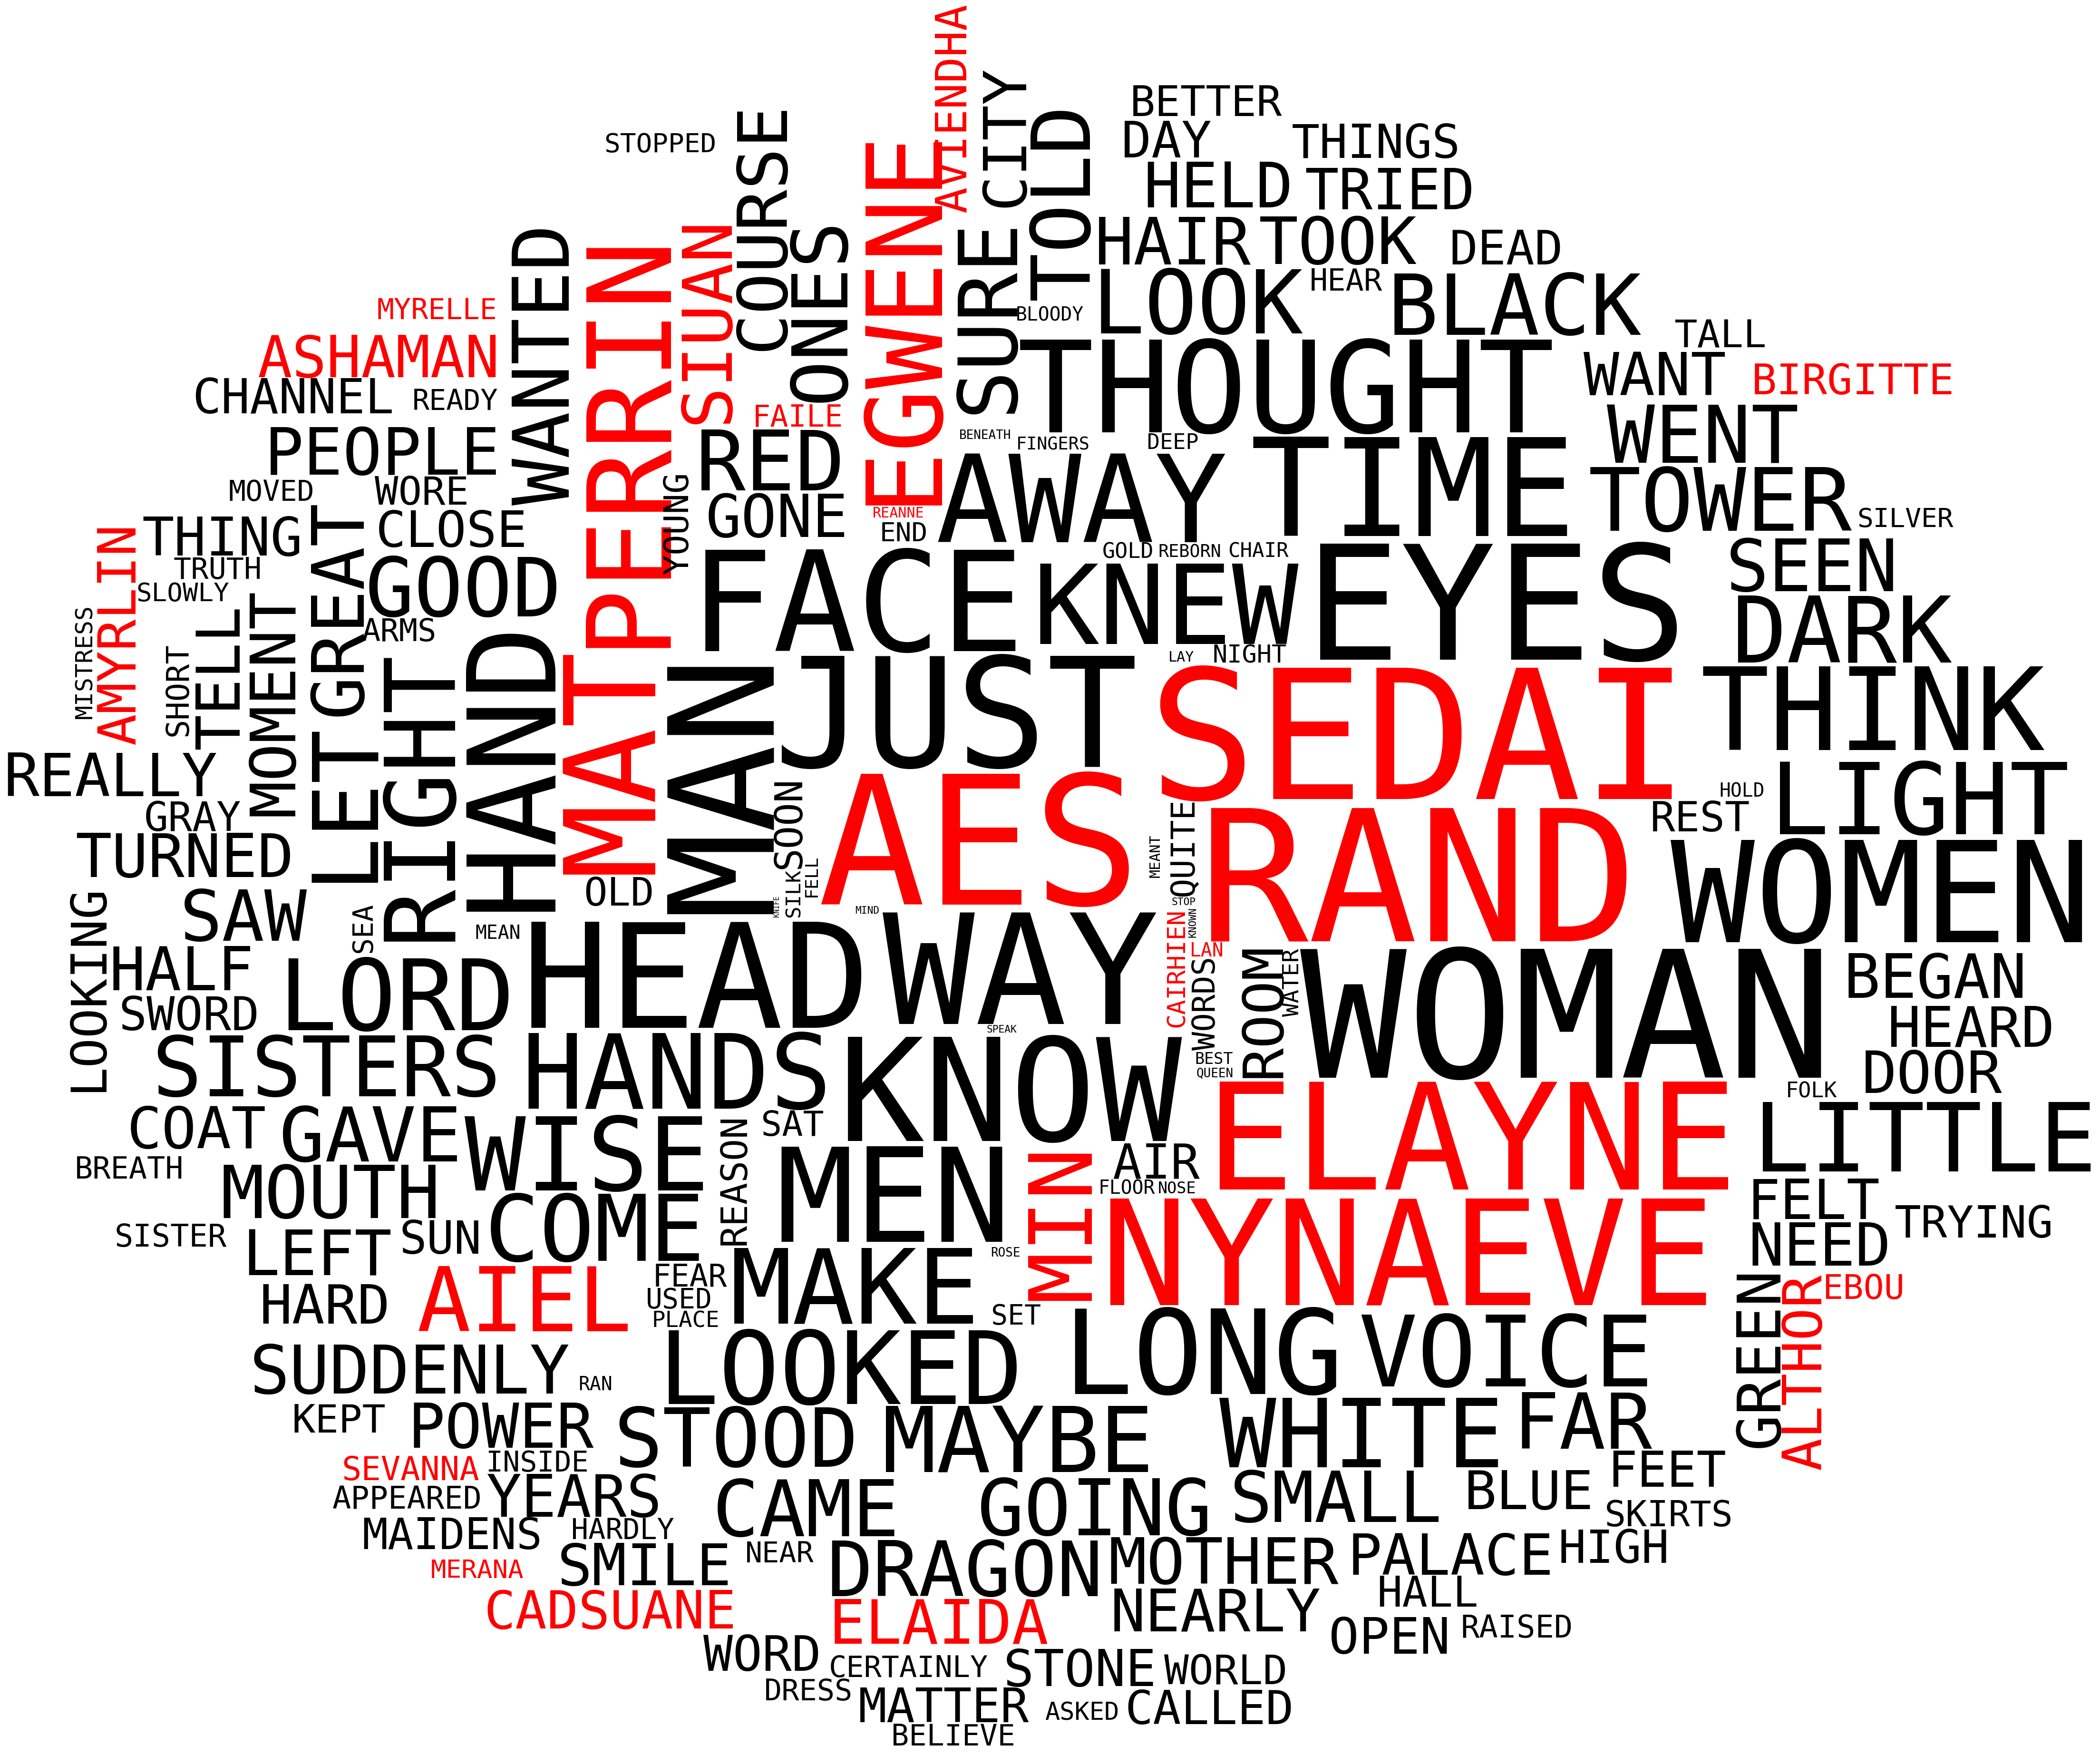 AVIENDHA
CITY
BETTER
STOPPED
COURSE
TOLD
DAY
THINGS
EGWENE
HELD
TRIED
SIUAN
ONES
SURE
HAIR
TOOK
DEAD
WANTED
PERRIN
LOOK
HEAR
BLACK
MYRELLE
BLOODY
TALL
ASHAMAN
THOUGHT
WANT
BIRGITTE
CHANNEL
READY
FAILE
WENT
PEOPLE
RED
BENEATH
FINGERS
DEEP
AWAY
TIME
TOWER
MOVED
WORE
YOUNG
GONE
REANNE
END
SILVER
THING
CLOSE
GREAT
GOLD
REBORN
CHAIR
SEEN
AMYRLIN
TRUTH
SLOWLY
GOOD
FACE
KNEW
EYES
DARK
MISTRESS
SHORT
TELL
MOMENT
ARMS
LAY
NIGHT
RIGHT
HAND
MAT
MAN
JUST
SEDAI
THINK
REALLY
LET
GRAY
SOON
AES
QUITE
HOLD
REST
LIGHT
TURNED
OLD
FELL
SILK
KNIFE
MIND
MEANT
STOP
KNOWN
RAND
WOMEN
LOOKING
SAW
SEA
MEAN
CAIRHIEN
LAN
HALF
LORD
HEAD
WAY
WORDS
ROOM
WATER
WOMAN
BEGAN
SWORD
SPEAK
HEARD
SISTERS
HANDS
KNOW
BEST
QUEEN
DOOR
FOLK
COAT
GAVE
WISE
SAT
ELAYNE
LITTLE
BREATH
MOUTH
REASON
MEN
MIN
AIR
FLOOR
NOSE
FELT
SISTER
LEFT
SUN
COME
ROSE
NYNAEVE
NEED
TRYING
HARD
AIEL
FEAR
USED
PLACE
MAKE
SET
GREEN
ALTHOR
EBOU
SUDDENLY
RAN
LOOKED
LONG
VOICE
KEPT
POWER
STOOD
MAYBE
WHITE
FAR
SEVANNA
INSIDE
FEET
APPEARED
YEARS
CAME
GOING
SMALL
BLUE
SKIRTS
MAIDENS
HARDLY
MERANA
SMILE
NEAR
DRAGON
MOTHER
PALACE
HIGH
CADSUANE
ELAIDA
NEARLY
HALL
OPEN
RAISED
WORD
CERTAINLY
STONE
WORLD
DRESS
MATTER
ASKED
CALLED
BELIEVE